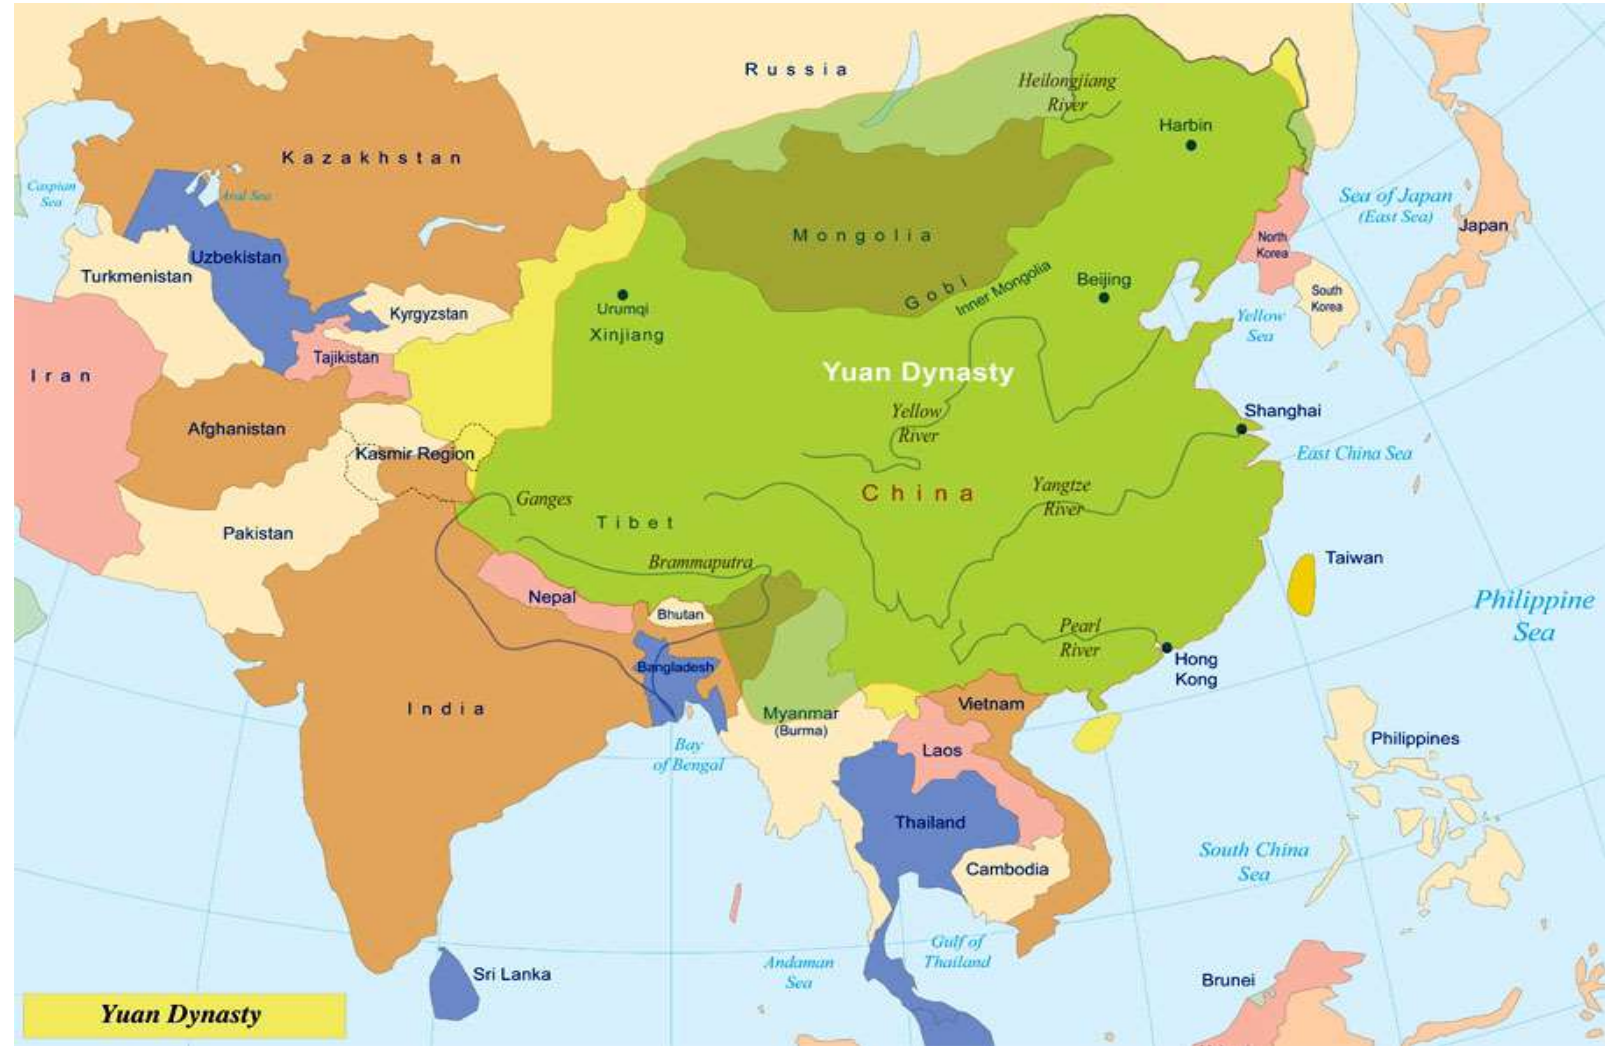 Russia
Heilongjiang
River
Harbin
Kazakhstan
Caspian
Sea
Aral Sea
Sea of Japan
(East Sea)
Japan
Mongolia
North
Korea
Uzbekistan
Turkmenistan
Gobi
Inner Mongolia
Beijing
South
Korea
Urumqi
Xinjiang
Kyrgyzstan
Yellow
Sea
Tajikistan
Iran
Yuan Dynasty
Yellow
River
Shanghai
Afghanistan
Kasmir Region
East China Sea
China
Yangtze
River
Ganges
Tibet
Pakistan
Brammaputra
Taiwan
Nepal
Bhutan
Philippine
Sea
Pearl
River
Hong
Kong
Bangladesh
India
Myanmar
(Burma)
Vietnam
Bay
of Bengal
Laos
Philippines
Thailand
South China
Sea
Cambodia
Gulf of
Thailand
Andaman
Sea
Sri Lanka
Brunei
Yuan Dynasty